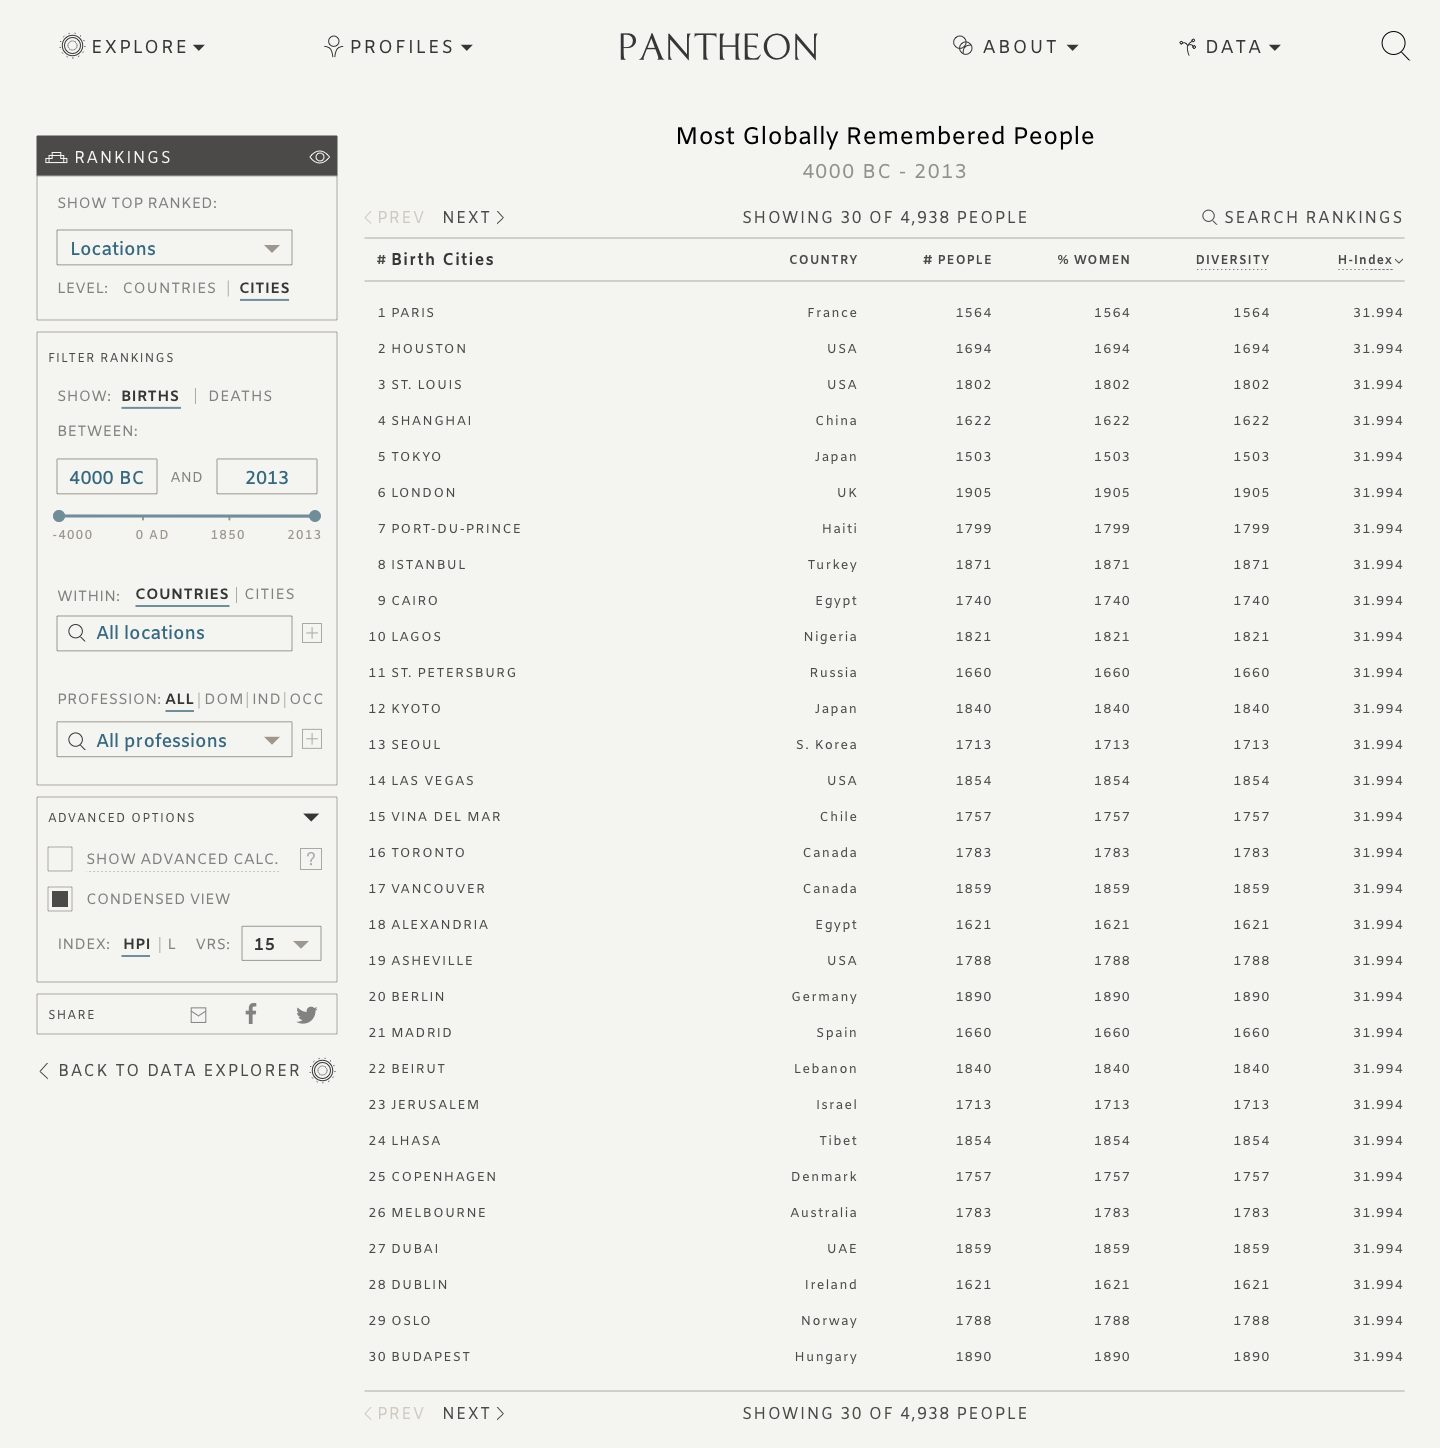 EXPLORE PROFILES PANTHEON ABOUT DATA
Most Globally Remembered People
4000 BC - 2013
RANKINGS
SHOW TOP RANKED:
Locations
LEVEL: COUNTRIES | CITIES
FILTER RANKINGS
SHOW: BIRTHS | DEATHS
BETWEEN:
4000 BC AND 2013
-4000 0 AD 1850 2013
WITHIN: COUNTRIES | CITIES
All locations
PROFESSION: ALL | DOM | IND | OCC
All professions
ADVANCED OPTIONS
SHOW ADVANCED CALC. ?
CONDENSED VIEW
INDEX: HPI | L VRS: 15
SHARE
BACK TO DATA EXPLORER
PREV NEXT SHOWING 30 OF 4,938 PEOPLE SEARCH RANKINGS
# Birth Cities COUNTRY # PEOPLE % WOMEN DIVERSITY H-Index
1 PARIS France 1564 1564 1564 31.994
2 HOUSTON USA 1694 1694 1694 31.994
3 ST. LOUIS USA 1802 1802 1802 31.994
4 SHANGHAI China 1622 1622 1622 31.994
5 TOKYO Japan 1503 1503 1503 31.994
6 LONDON UK 1905 1905 1905 31.994
7 PORT-DU-PRINCE Haiti 1799 1799 1799 31.994
8 ISTANBUL Turkey 1871 1871 1871 31.994
9 CAIRO Egypt 1740 1740 1740 31.994
10 LAGOS Nigeria 1821 1821 1821 31.994
11 ST. PETERSBURG Russia 1660 1660 1660 31.994
12 KYOTO Japan 1840 1840 1840 31.994
13 SEOUL S. Korea 1713 1713 1713 31.994
14 LAS VEGAS USA 1854 1854 1854 31.994
15 VINA DEL MAR Chile 1757 1757 1757 31.994
16 TORONTO Canada 1783 1783 1783 31.994
17 VANCOUVER Canada 1859 1859 1859 31.994
18 ALEXANDRIA Egypt 1621 1621 1621 31.994
19 ASHEVILLE USA 1788 1788 1788 31.994
20 BERLIN Germany 1890 1890 1890 31.994
21 MADRID Spain 1660 1660 1660 31.994
22 BEIRUT Lebanon 1840 1840 1840 31.994
23 JERUSALEM Israel 1713 1713 1713 31.994
24 LHASA Tibet 1854 1854 1854 31.994
25 COPENHAGEN Denmark 1757 1757 1757 31.994
26 MELBOURNE Australia 1783 1783 1783 31.994
27 DUBAI UAE 1859 1859 1859 31.994
28 DUBLIN Ireland 1621 1621 1621 31.994
29 OSLO Norway 1788 1788 1788 31.994
30 BUDAPEST Hungary 1890 1890 1890 31.994
PREV NEXT SHOWING 30 OF 4,938 PEOPLE